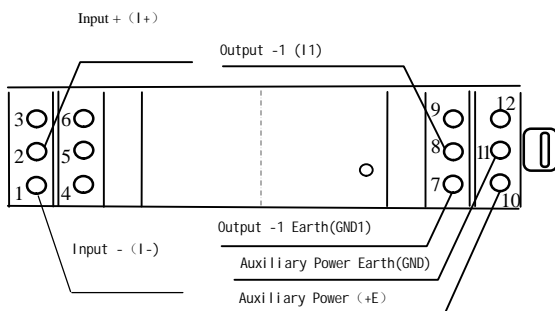 Input + (I+)
Output -1 (I1)
3 6 9 12
2 5 8 11
1 4 7 10
Output -1 Earth(GND1)
Input - (I-)
Auxiliary Power Earth(GND)
Auxiliary Power (+E)